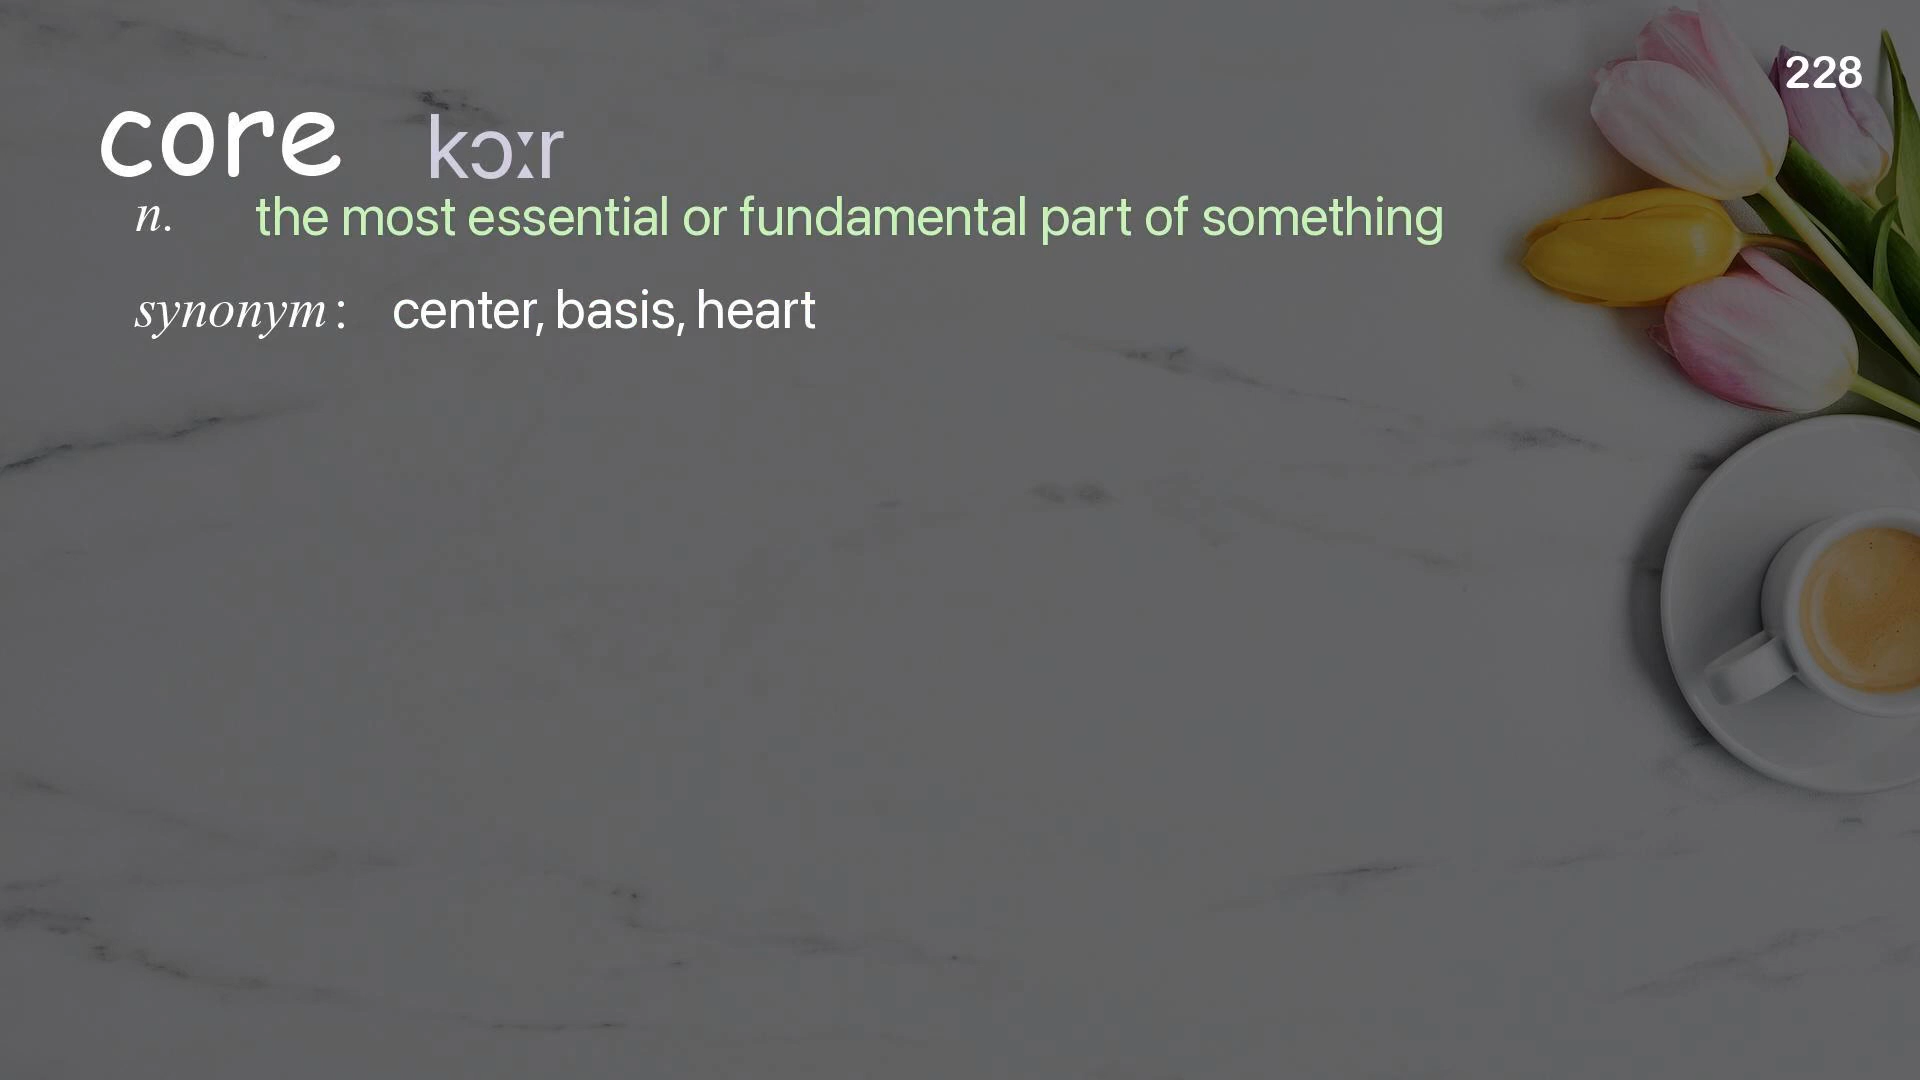 228
core kɔːr
n. the most essential or fundamental part of something
synonym: center, basis, heart